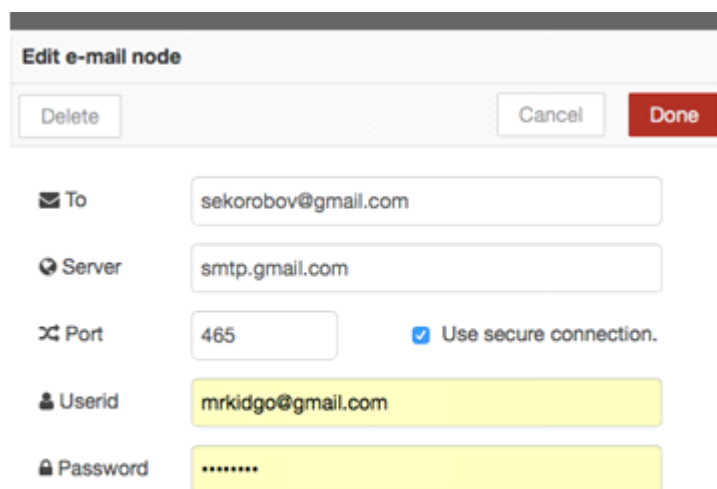 Edit e-mail node
Delete Cancel Done
To sekorobov@gmail.com
Server smtp.gmail.com
Port 465 Use secure connection.
Userid mrkidgo@gmail.com
Password ••••••••